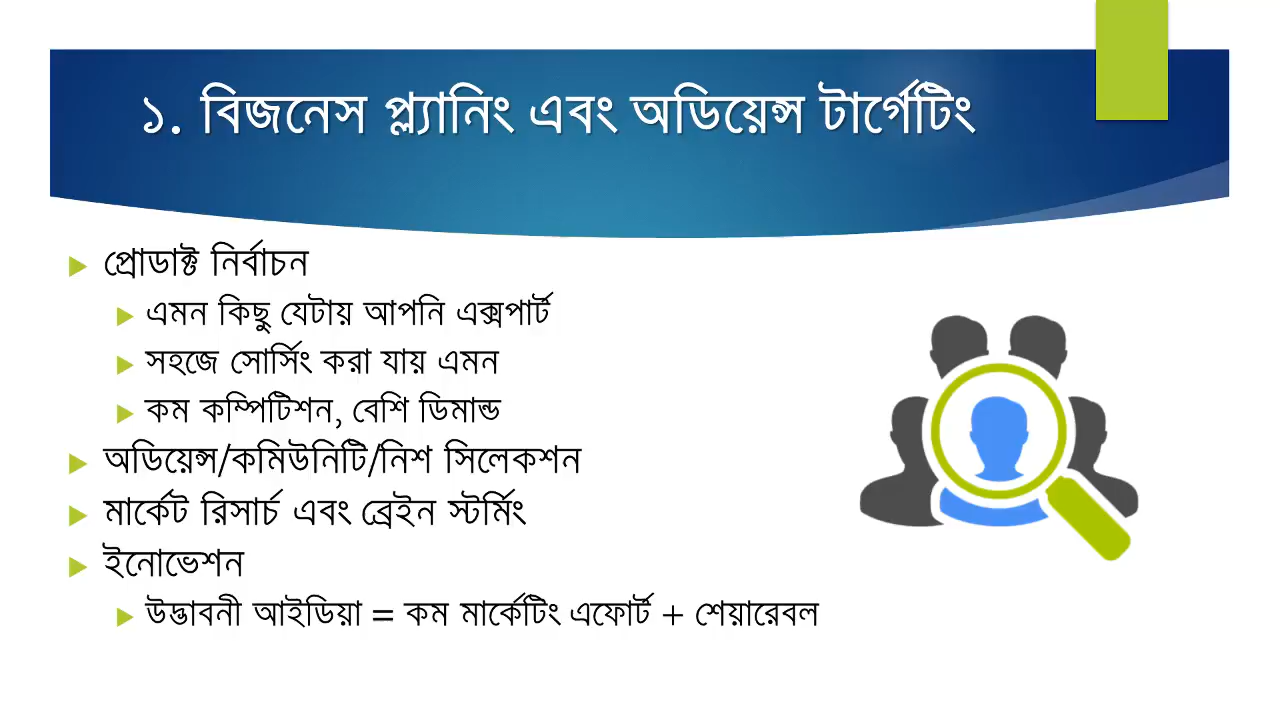 ১. বিজনেস প্ল্যানিং এবং অডিয়েন্স টার্গেটিং
প্রোডাক্ট নির্বাচন
এমন কিছু যেটায় আপনি এক্সপার্ট
সহজে সোর্সিং করা যায় এমন
কম কম্পিটিশন, বেশি ডিমান্ড
অডিয়েন্স/কমিউনিটি/নিশ সিলেকশন
মার্কেট রিসার্চ এবং ব্রেইন স্টর্মিং
ইনোভেশন
উদ্ভাবনী আইডিয়া = কম মার্কেটিং এফোর্ট + শেয়ারেবল